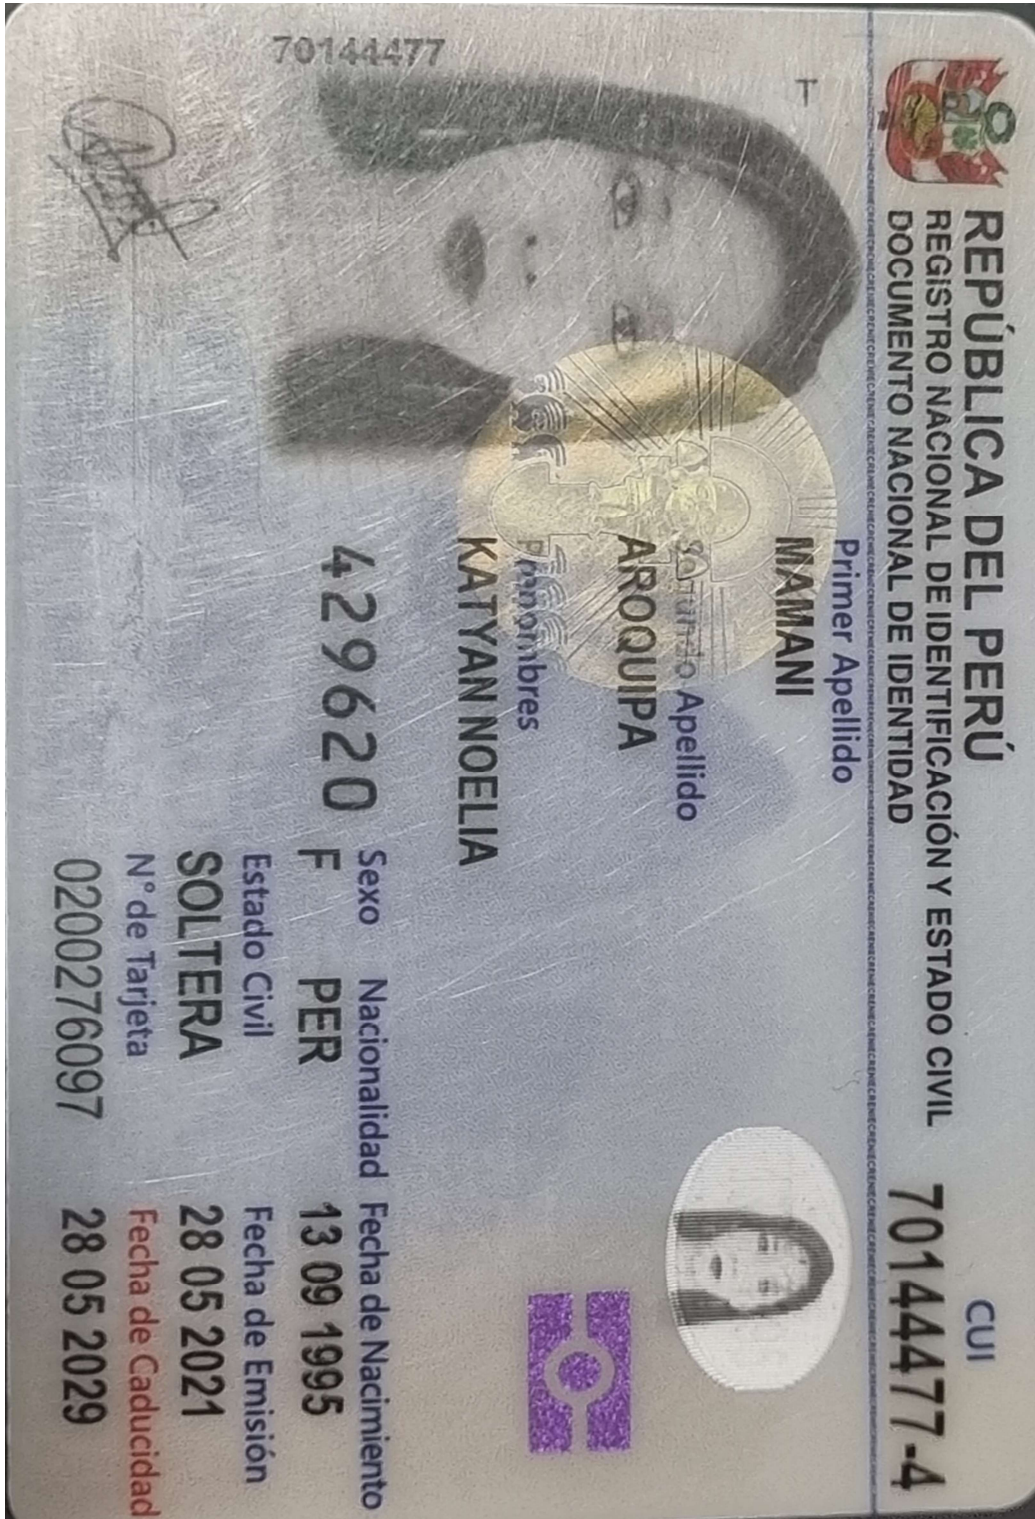 REPÚBLICA DEL PERÚ
REGISTRO NACIONAL DE IDENTIFICACIÓN Y ESTADO CIVIL
DOCUMENTO NACIONAL DE IDENTIDAD
CUI
70144477-4
Primer Apellido
MAMANI
Segundo Apellido
AROQUIPA
Prenombres
KATYAN NOELIA
429620
Sexo Nacionalidad Fecha de Nacimiento
F PER 13 09 1995
Estado Civil Fecha de Emisión
SOLTERA 28 05 2021
N° de Tarjeta Fecha de Caducidad
0200276097 28 05 2029
70144477